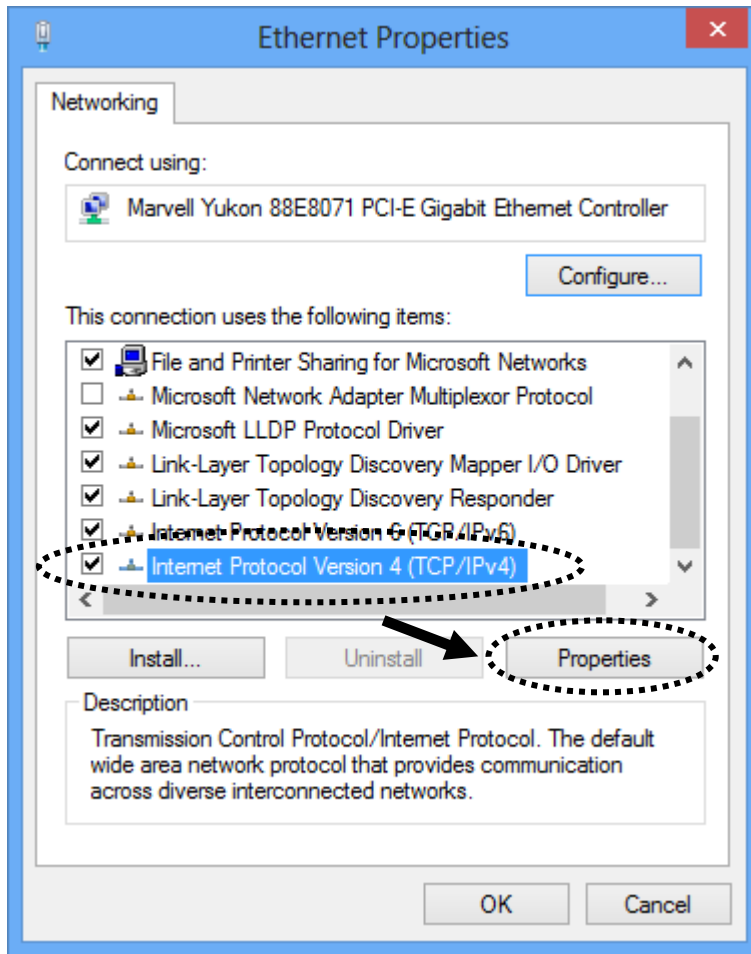 Ethernet Properties
Networking
Connect using:
Marvell Yukon 88E8071 PCI-E Gigabit Ethernet Controller
Configure...
This connection uses the following items:
File and Printer Sharing for Microsoft Networks
Microsoft Network Adapter Multiplexor Protocol
Microsoft LLDP Protocol Driver
Link-Layer Topology Discovery Mapper I/O Driver
Link-Layer Topology Discovery Responder
Internet Protocol Version 6 (TCP/IPv6)
Internet Protocol Version 4 (TCP/IPv4)
Install... Uninstall Properties
Description
Transmission Control Protocol/Internet Protocol. The default
wide area network protocol that provides communication
across diverse interconnected networks.
OK Cancel